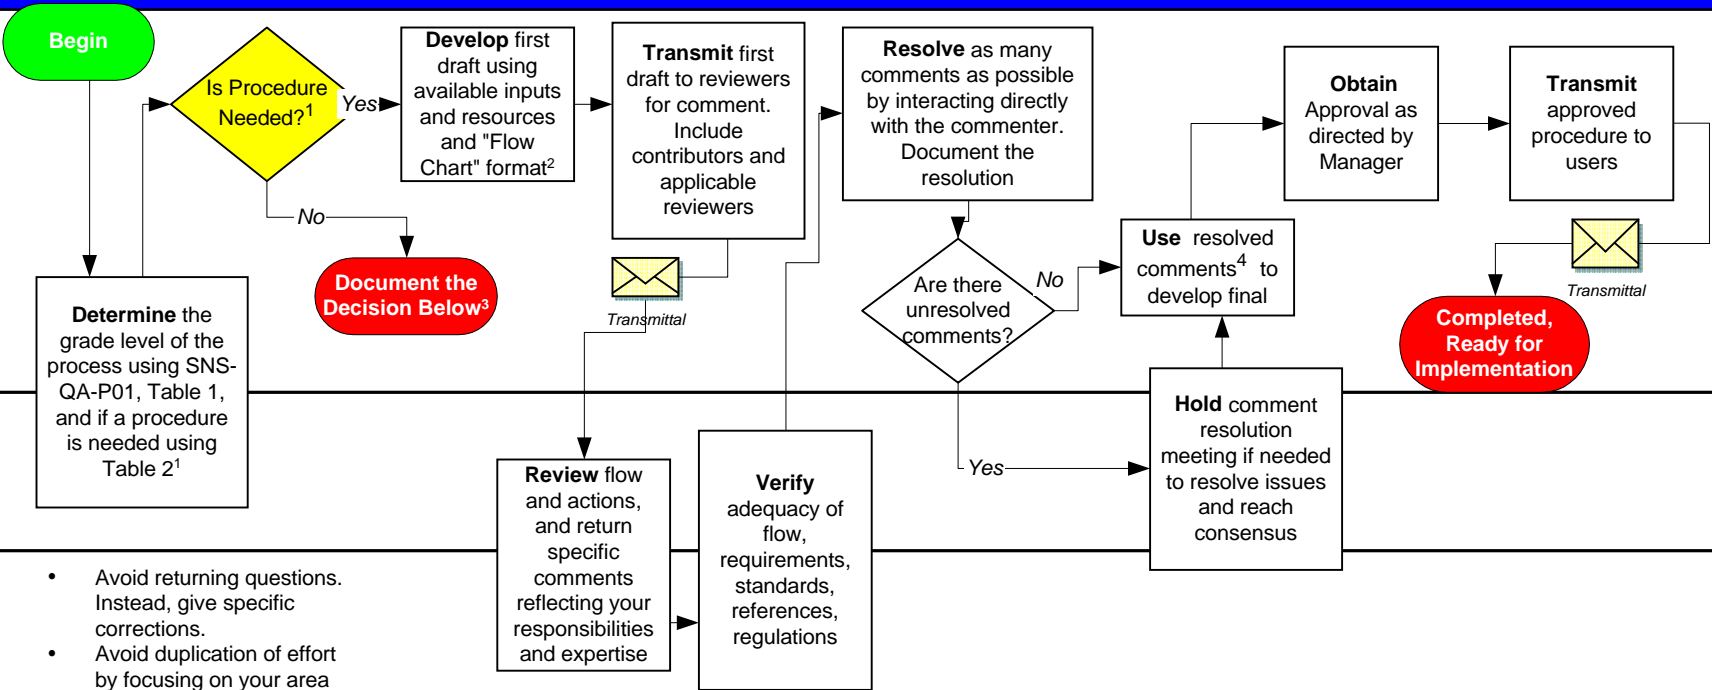 Begin
Is Procedure
Needed?1
Yes
No
Document the
Decision Below3
Determine the
grade level of the
process using SNS-
QA-P01, Table 1,
and if a procedure
is needed using
Table 21
Develop first
draft using
available inputs
and resources
and "Flow
Chart" format2
Transmit first
draft to reviewers
for comment.
Include
contributors and
applicable
reviewers
Transmittal
Review flow
and actions,
and return
specific
comments
reflecting your
responsibilities
and expertise
Verify
adequacy of
flow,
requirements,
standards,
references,
regulations
Resolve as many
comments as possible
by interacting directly
with the commenter.
Document the
resolution
Are there
unresolved
comments?
No
Yes
Hold comment
resolution
meeting if needed
to resolve issues
and reach
consensus
Use resolved
comments4 to
develop final
Obtain
Approval as
directed by
Manager
Transmit
approved
procedure to
users
Transmittal
Completed,
Ready for
Implementation
• Avoid returning questions.
Instead, give specific
corrections.
• Avoid duplication of effort
by focusing on your area